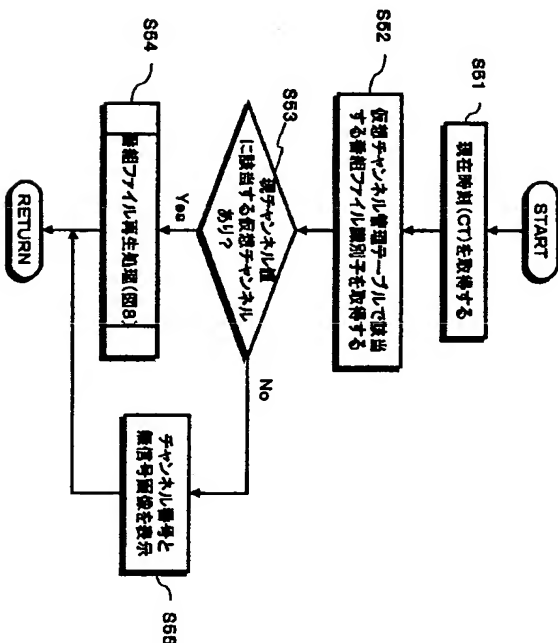 START
S51
現在時刻(CT)を取得する
S52
仮想チャンネル管理テーブルで該当
する番組ファイル識別子を取得する
S53
現チャンネル値
に該当する仮想チャンネル
あり?
Yes
No
S54
番組ファイル再生処理(図8)
チャンネル番号と
無信号画像を表示
S55
RETURN